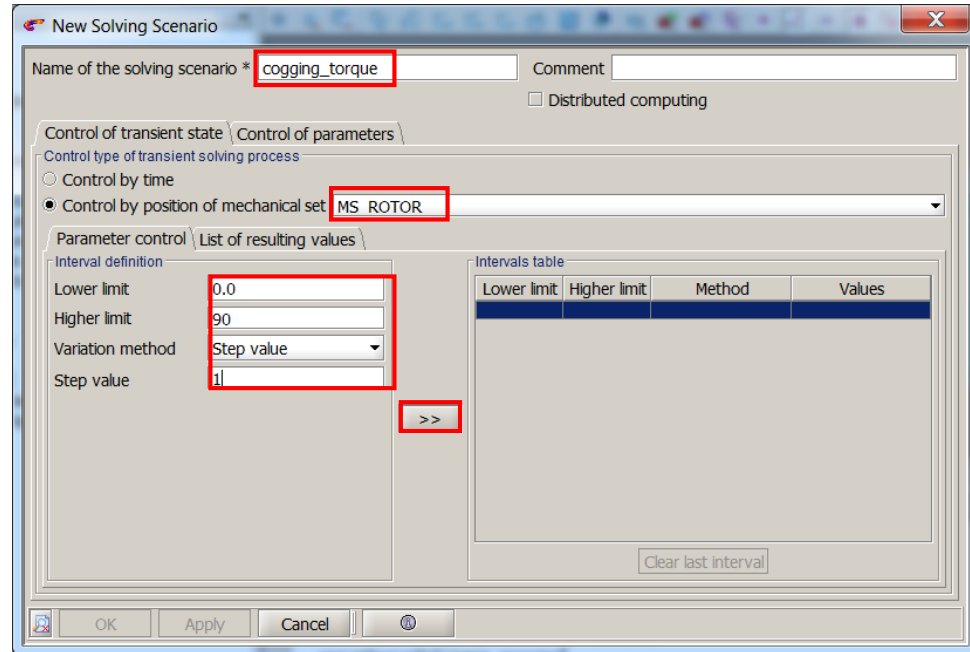 New Solving Scenario
X
Name of the solving scenario * cogging_torque Comment
Distributed computing
Control of transient state Control of parameters
Control type of transient solving process
Control by time
Control by position of mechanical set MS_ROTOR
Parameter control List of resulting values
Interval definition
Lower limit 0.0
Higher limit 90
Variation method Step value
Step value 1
>>
Intervals table
Lower limit Higher limit Method Values
Clear last interval
OK Apply Cancel